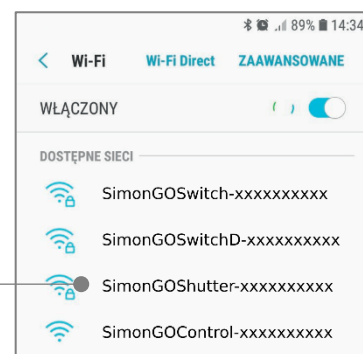 89% 14:34
Wi-Fi Wi-Fi Direct ZAAWANSOWANE
WŁĄCZONY
DOSTĘPNE SIECI
SimonGOSwitch-xxxxxxxxxx
SimonGOSwitchD-xxxxxxxxxx
SimonGOShutter-xxxxxxxxxx
SimonGOControl-xxxxxxxxxx